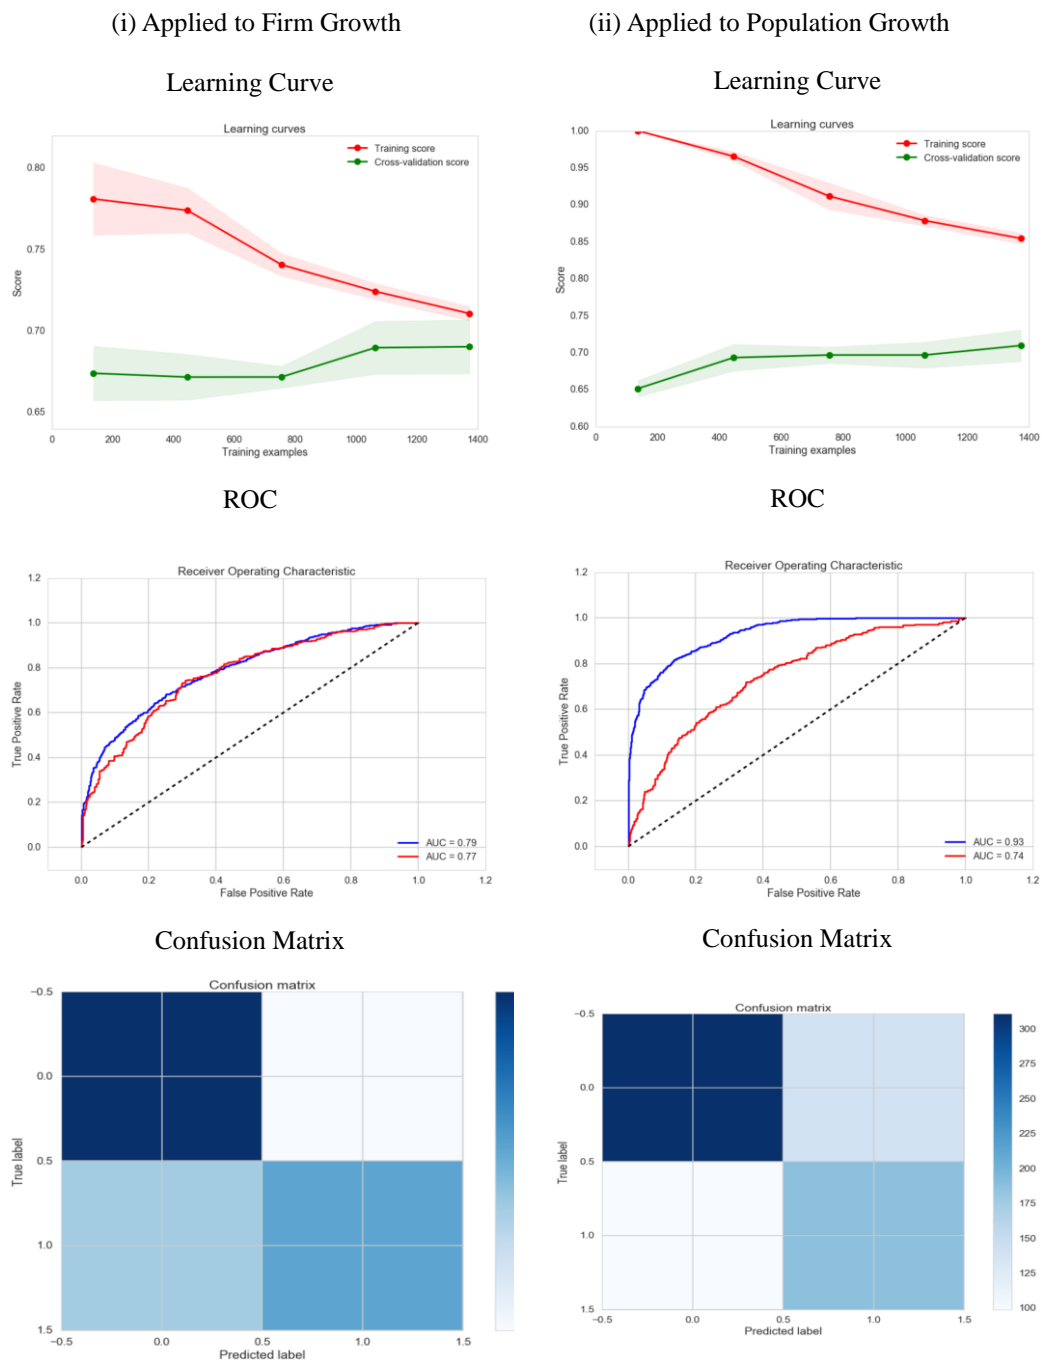 (i) Applied to Firm Growth
(ii) Applied to Population Growth
Learning Curve
Learning Curve
Learning curves
Training score
Cross-validation score
0.80
0.75
0.70
0.65
Score
0 200 400 600 800 1000 1200 1400
Training examples
Learning curves
Training score
Cross-validation score
1.00
0.95
0.90
0.85
0.80
0.75
0.70
0.65
0.60
Score
0 200 400 600 800 1000 1200 1400
Training examples
ROC
ROC
Receiver Operating Characteristic
1.2
1.0
0.8
0.6
0.4
0.2
0.0
True Positive Rate
AUC = 0.79
AUC = 0.77
0.0 0.2 0.4 0.6 0.8 1.0 1.2
False Positive Rate
Receiver Operating Characteristic
1.2
1.0
0.8
0.6
0.4
0.2
0.0
True Positive Rate
AUC = 0.93
AUC = 0.74
0.0 0.2 0.4 0.6 0.8 1.0 1.2
False Positive Rate
Confusion Matrix
Confusion Matrix
Confusion matrix
−0.5
0.0
0.5
1.0
1.5
True label
−0.5 0.0 0.5 1.0 1.5
Predicted label
Confusion matrix
−0.5
0.0
0.5
1.0
1.5
True label
−0.5 0.0 0.5 1.0 1.5
Predicted label
300
250
225
200
175
150
125
100